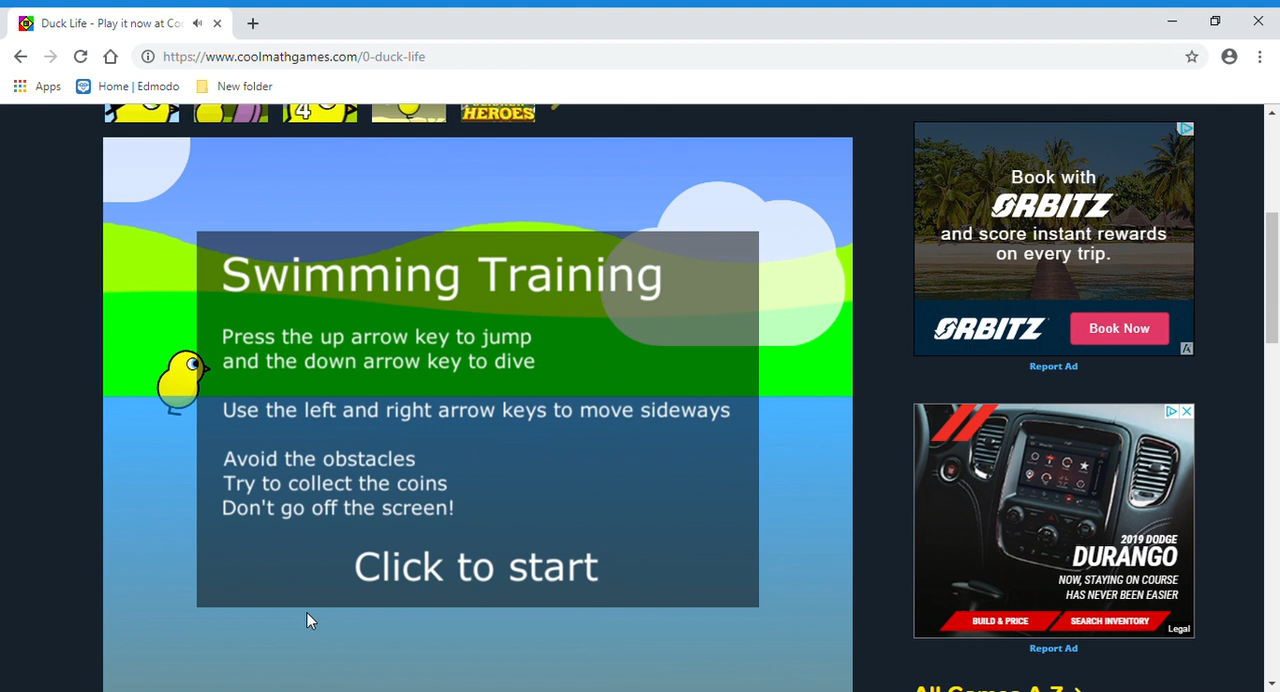 Duck Life - Play it now at Coo
https://www.coolmathgames.com/0-duck-life
Apps
Home | Edmodo
New folder
4
HEROES
Swimming Training
Press the up arrow key to jump
and the down arrow key to dive
Use the left and right arrow keys to move sideways
Avoid the obstacles
Try to collect the coins
Don't go off the screen!
Click to start
Book with
ORBITZ
and score instant rewards
on every trip.
ORBITZ
Book Now
Report Ad
2019 DODGE
DURANGO
NOW, STAYING ON COURSE
HAS NEVER BEEN EASIER
BUILD & PRICE
SEARCH INVENTORY
Legal
Report Ad
All Games A-Z